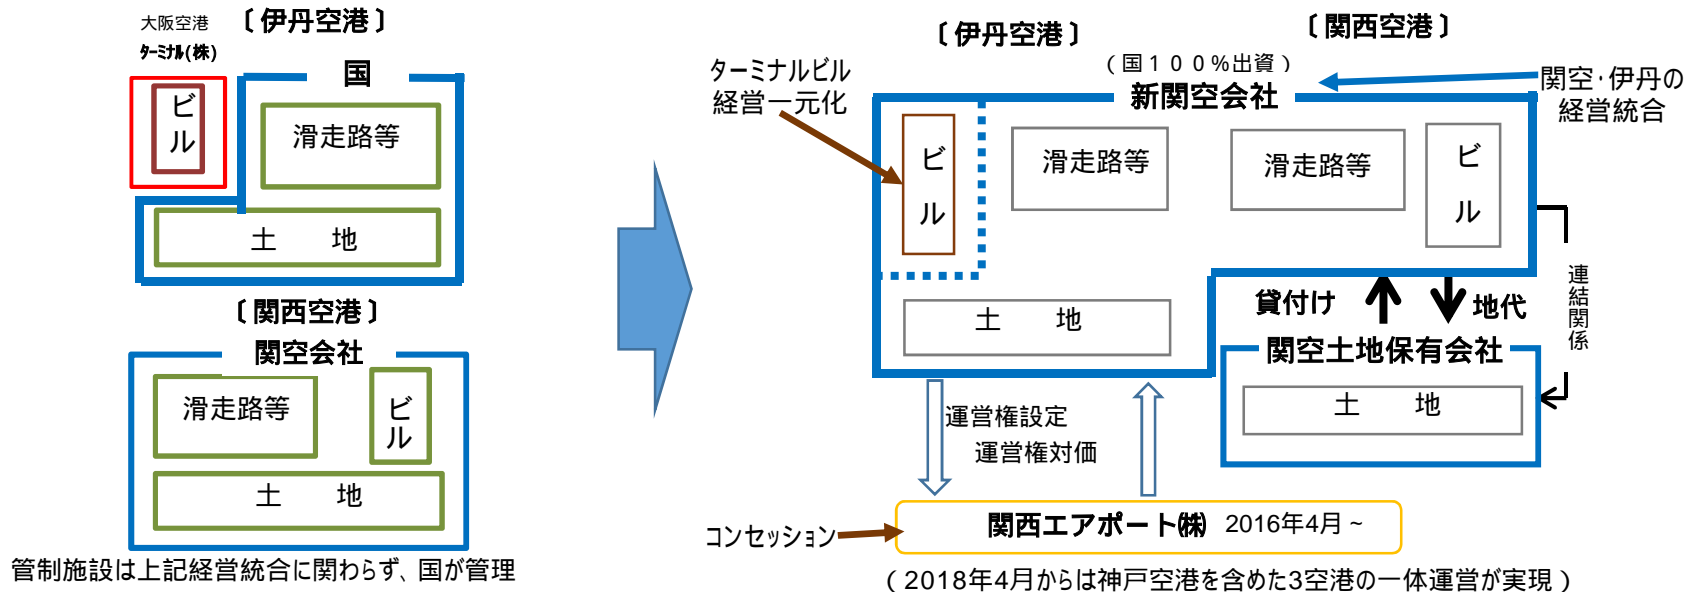 大阪空港
ターミナル(株)
〔伊丹空港〕
国
ビル
滑走路等
土　地
〔関西空港〕
関空会社
滑走路等
ビル
土　地
管制施設は上記経営統合に関わらず、国が管理
〔伊丹空港〕
〔関西空港〕
ターミナルビル
経営一元化
（国１００%出資）
新関空会社
関空･伊丹の
経営統合
ビル
滑走路等
滑走路等
ビル
土　地
貸付け
地代
連結関係
関空土地保有会社
土　地
運営権設定
運営権対価
コンセッション
関西エアポート㈱ 2016年4月～
（2018年4月からは神戸空港を含めた3空港の一体運営が実現）